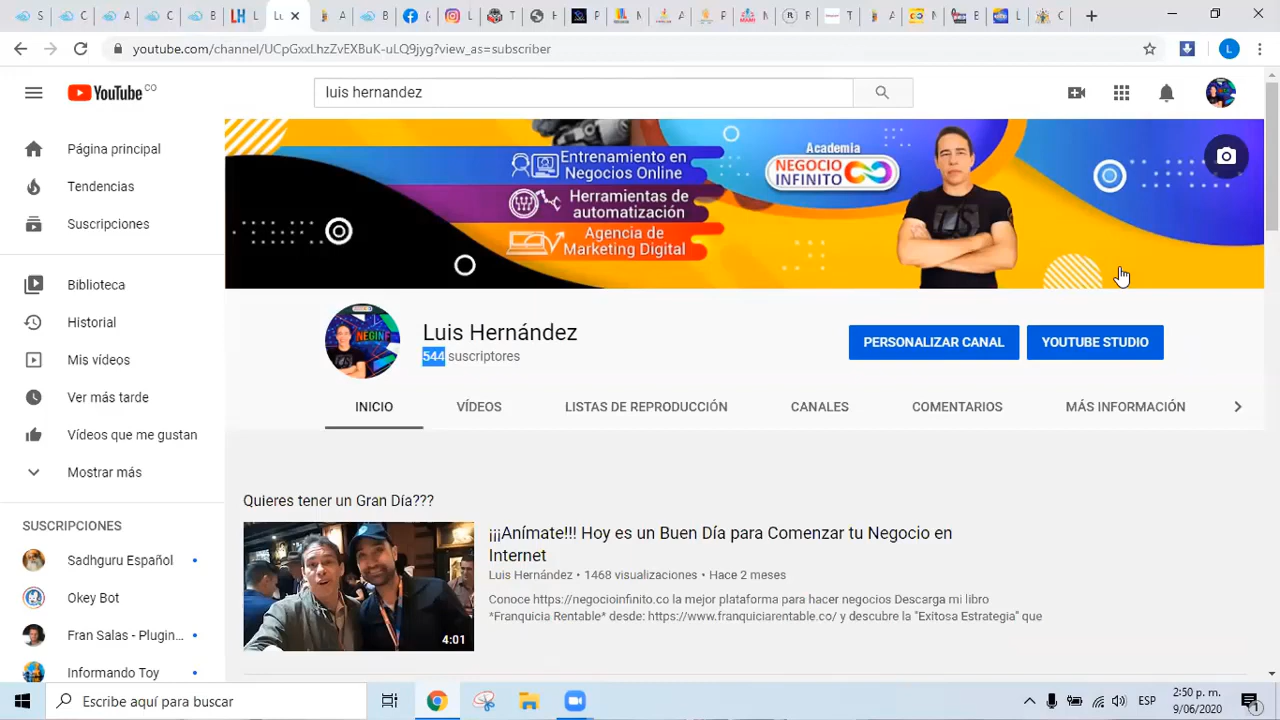 Lu
youtube.com/channel/UCpGxxLhzZvEXBuK-uLQ9jyg?view_as=subscriber
L
YouTube CO
luis hernandez
Página principal
Tendencias
Suscripciones
Biblioteca
Historial
Mis vídeos
Ver más tarde
Vídeos que me gustan
Mostrar más
SUSCRIPCIONES
Sadhguru Español
Okey Bot
Fran Salas - Plugin...
Informando Toy
Entrenamiento en
Negocios Online
Herramientas de
automatización
Agencia de
Marketing Digital
Academia
NEGOCIO
INFINITO
Luis Hernández
544 suscriptores
PERSONALIZAR CANAL
YOUTUBE STUDIO
INICIO
VÍDEOS
LISTAS DE REPRODUCCIÓN
CANALES
COMENTARIOS
MÁS INFORMACIÓN
Quieres tener un Gran Día???
4:01
¡¡¡Anímate!!! Hoy es un Buen Día para Comenzar tu Negocio en
Internet
Luis Hernández • 1468 visualizaciones • Hace 2 meses
Conoce https://negocioinfinito.co la mejor plataforma para hacer negocios Descarga mi libro
*Franquicia Rentable* desde: https://www.franquiciarentable.co/ y descubre la "Exitosa Estrategia" que
Escribe aquí para buscar
ESP
2:50 p. m.
9/06/2020
1